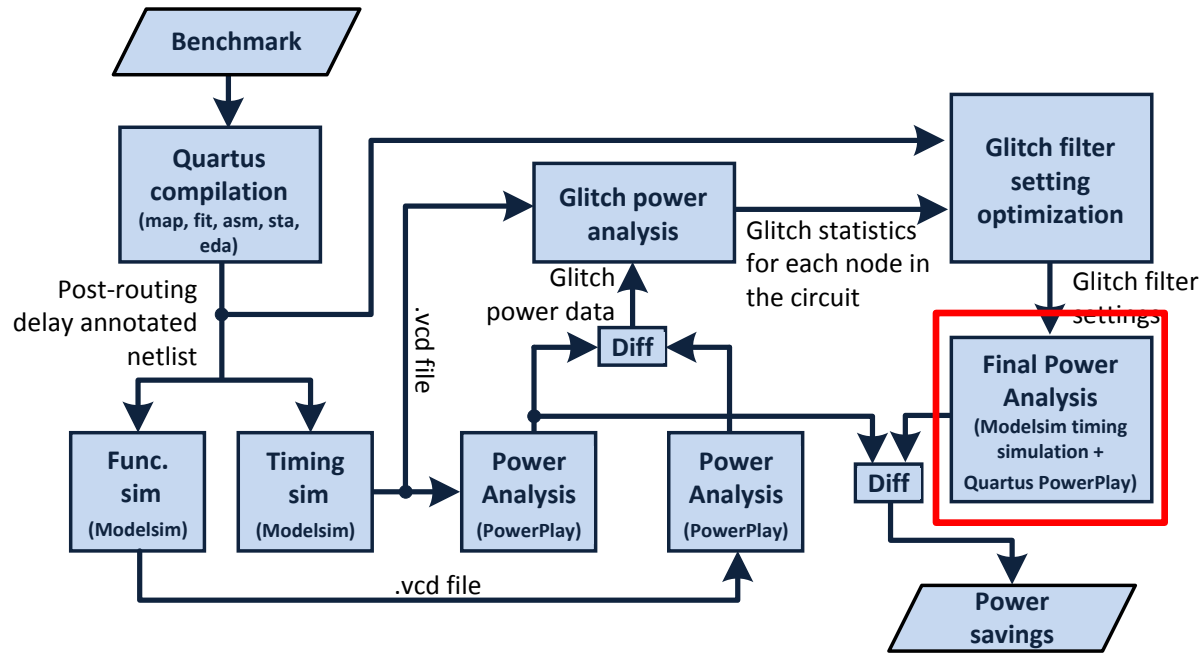 Benchmark
Quartus
compilation
(map, fit, asm, sta,
eda)
Glitch power
analysis
Glitch filter
setting
optimization
Glitch statistics
for each node in
the circuit
Post-routing
delay annotated
netlist
.vcd file
Glitch
power data
Diff
Glitch filter
settings
Final Power
Analysis
(Modelsim timing
simulation +
Quartus PowerPlay)
Func.
sim
(Modelsim)
Timing
sim
(Modelsim)
Power
Analysis
(PowerPlay)
Power
Analysis
(PowerPlay)
Diff
.vcd file
Power
savings